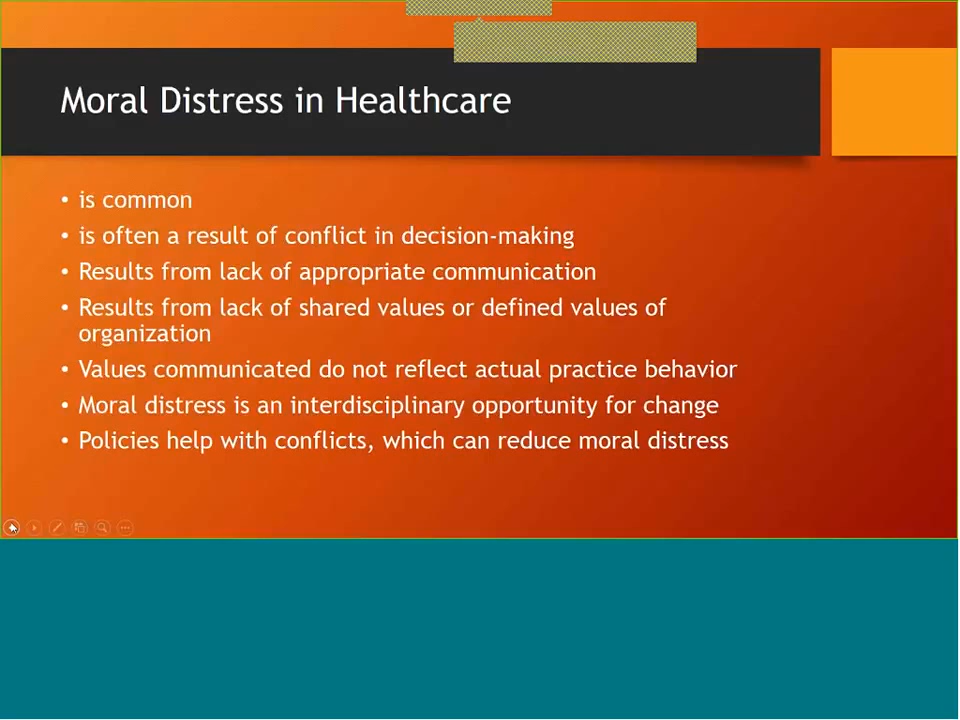 Moral Distress in Healthcare
• is common
• is often a result of conflict in decision-making
• Results from lack of appropriate communication
• Results from lack of shared values or defined values of
organization
• Values communicated do not reflect actual practice behavior
• Moral distress is an interdisciplinary opportunity for change
• Policies help with conflicts, which can reduce moral distress